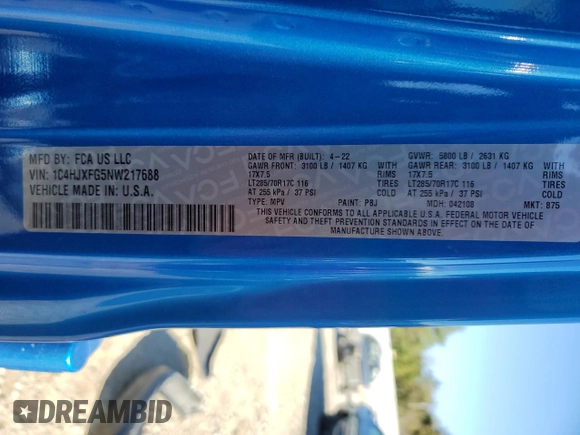 MFD BY: FCA US LLC
VIN: 1C4HJXFG5NW217688
VEHICLE MADE IN U.S.A.
DATE OF MFR (BUILT): 4-22 GVWR: 5800 LB / 2631 KG
GAWR FRONT: 3100 LB / 1407 KG WITH GAWR REAR: 3100 LB / 1407 KG WITH
17X7.5 RIMS 17X7.5 RIMS
LT285/70R17C 116 TIRES LT285/70R17C 116 TIRES
AT 255 kPa / 37 PSI COLD AT 255 kPa / 37 PSI COLD
TYPE: MPV PAINT: PBJ MDH: 042108 MKT: 875
THIS VEHICLE CONFORMS TO ALL APPLICABLE U.S.A. FEDERAL MOTOR VEHICLE
SAFETY AND THEFT PREVENTION STANDARDS IN EFFECT ON THE DATE OF
MANUFACTURE SHOWN ABOVE.
DREAMBID